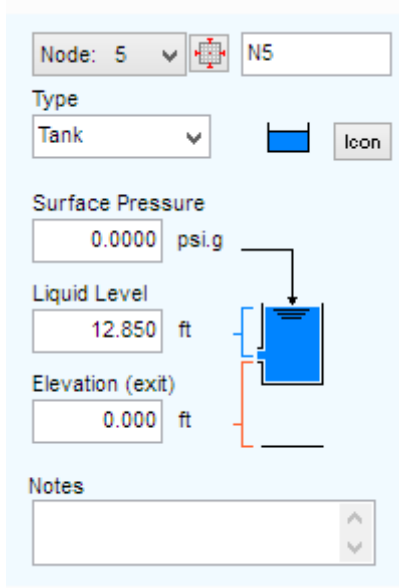 Node: 5 N5
Type
Tank Icon
Surface Pressure
0.0000 psi.g
Liquid Level
12.850 ft
Elevation (exit)
0.000 ft
Notes